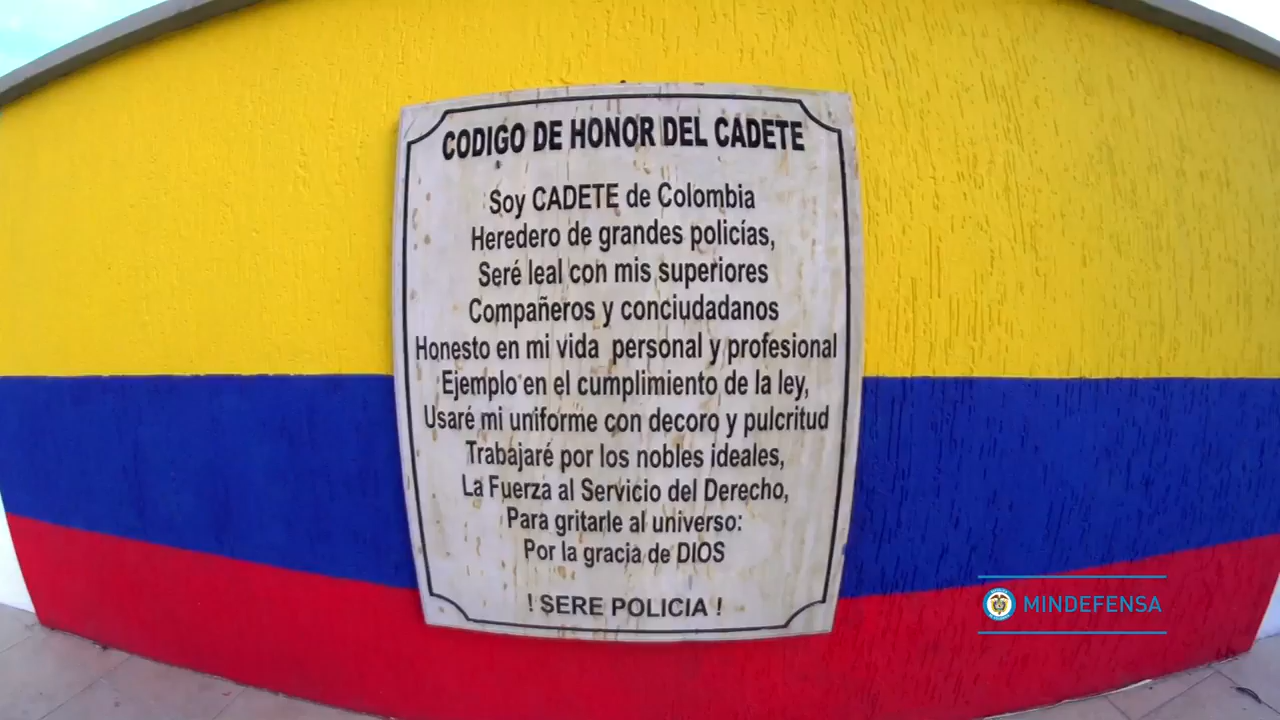 CODIGO DE HONOR DEL CADETE
Soy CADETE de Colombia
Heredero de grandes policías,
Seré leal con mis superiores
Compañeros y conciudadanos
Honesto en mi vida personal y profesional
Ejemplo en el cumplimiento de la ley,
Usaré mi uniforme con decoro y pulcritud
Trabajaré por los nobles ideales,
La Fuerza al Servicio del Derecho,
Para gritarle al universo:
Por la gracia de DIOS
! SERE POLICIA !
MINDEFENSA